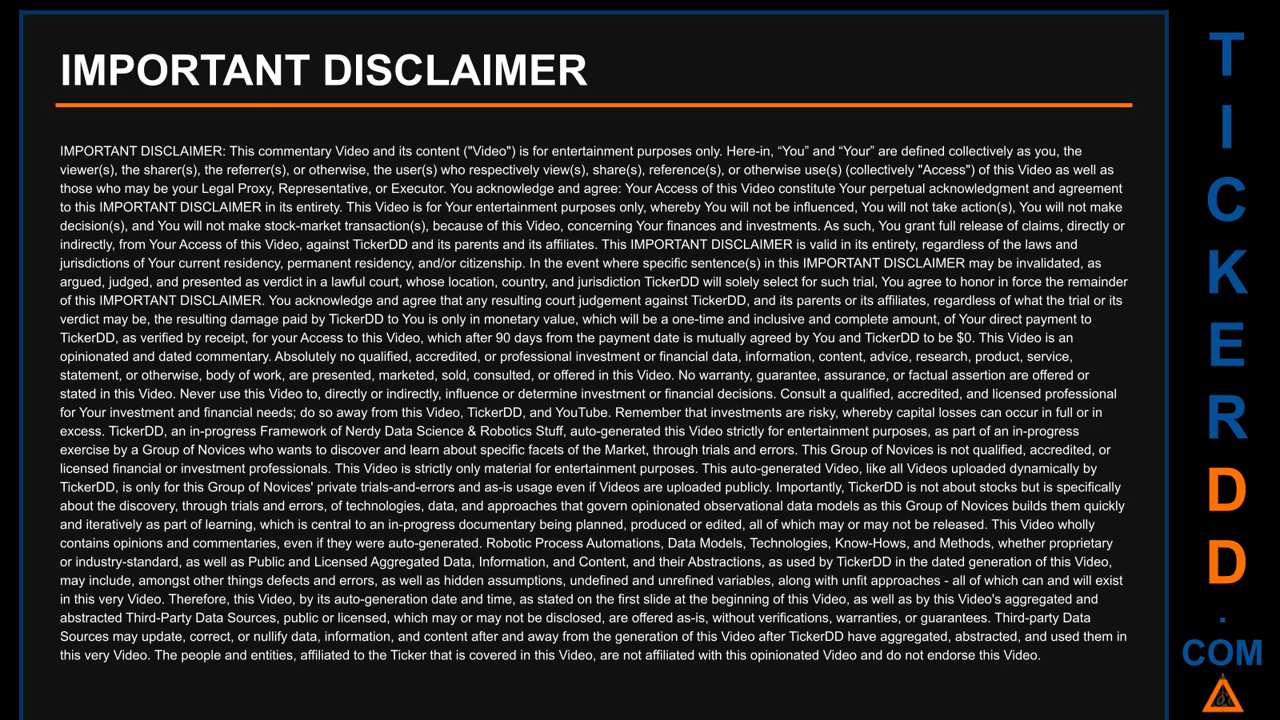 IMPORTANT DISCLAIMER
IMPORTANT DISCLAIMER: This commentary Video and its content ("Video") is for entertainment purposes only. Here-in, “You” and “Your” are defined collectively as you, the
viewer(s), the sharer(s), the referrer(s), or otherwise, the user(s) who respectively view(s), share(s), reference(s), or otherwise use(s) (collectively "Access") of this Video as well as
those who may be your Legal Proxy, Representative, or Executor. You acknowledge and agree: Your Access of this Video constitute Your perpetual acknowledgment and agreement
to this IMPORTANT DISCLAIMER in its entirety. This Video is for Your entertainment purposes only, whereby You will not be influenced, You will not take action(s), You will not make
decision(s), and You will not make stock-market transaction(s), because of this Video, concerning Your finances and investments. As such, You grant full release of claims, directly or
indirectly, from Your Access of this Video, against TickerDD and its parents and its affiliates. This IMPORTANT DISCLAIMER is valid in its entirety, regardless of the laws and
jurisdictions of Your current residency, permanent residency, and/or citizenship. In the event where specific sentence(s) in this IMPORTANT DISCLAIMER may be invalidated, as
argued, judged, and presented as verdict in a lawful court, whose location, country, and jurisdiction TickerDD will solely select for such trial, You agree to honor in force the remainder
of this IMPORTANT DISCLAIMER. You acknowledge and agree that any resulting court judgement against TickerDD, and its parents or its affiliates, regardless of what the trial or its
verdict may be, the resulting damage paid by TickerDD to You is only in monetary value, which will be a one-time and inclusive and complete amount, of Your direct payment to
TickerDD, as verified by receipt, for your Access to this Video, which after 90 days from the payment date is mutually agreed by You and TickerDD to be $0. This Video is an
opinionated and dated commentary. Absolutely no qualified, accredited, or professional investment or financial data, information, content, advice, research, product, service,
statement, or otherwise, body of work, are presented, marketed, sold, consulted, or offered in this Video. No warranty, guarantee, assurance, or factual assertion are offered or
stated in this Video. Never use this Video to, directly or indirectly, influence or determine investment or financial decisions. Consult a qualified, accredited, and licensed professional
for Your investment and financial needs; do so away from this Video, TickerDD, and YouTube. Remember that investments are risky, whereby capital losses can occur in full or in
excess. TickerDD, an in-progress Framework of Nerdy Data Science & Robotics Stuff, auto-generated this Video strictly for entertainment purposes, as part of an in-progress
exercise by a Group of Novices who wants to discover and learn about specific facets of the Market, through trials and errors. This Group of Novices is not qualified, accredited, or
licensed financial or investment professionals. This Video is strictly only material for entertainment purposes. This auto-generated Video, like all Videos uploaded dynamically by
TickerDD, is only for this Group of Novices' private trials-and-errors and as-is usage even if Videos are uploaded publicly. Importantly, TickerDD is not about stocks but is specifically
about the discovery, through trials and errors, of technologies, data, and approaches that govern opinionated observational data models as this Group of Novices builds them quickly
and iteratively as part of learning, which is central to an in-progress documentary being planned, produced or edited, all of which may or may not be released. This Video wholly
contains opinions and commentaries, even if they were auto-generated. Robotic Process Automations, Data Models, Technologies, Know-Hows, and Methods, whether proprietary
or industry-standard, as well as Public and Licensed Aggregated Data, Information, and Content, and their Abstractions, as used by TickerDD in the dated generation of this Video,
may include, amongst other things defects and errors, as well as hidden assumptions, undefined and unrefined variables, along with unfit approaches - all of which can and will exist
in this very Video. Therefore, this Video, by its auto-generation date and time, as stated on the first slide at the beginning of this Video, as well as by this Video's aggregated and
abstracted Third-Party Data Sources, public or licensed, which may or may not be disclosed, are offered as-is, without verifications, warranties, or guarantees. Third-party Data
Sources may update, correct, or nullify data, information, and content after and away from the generation of this Video after TickerDD have aggregated, abstracted, and used them in
this very Video. The people and entities, affiliated to the Ticker that is covered in this Video, are not affiliated with this opinionated Video and do not endorse this Video.
T
I
C
K
E
R
D
D
.
COM